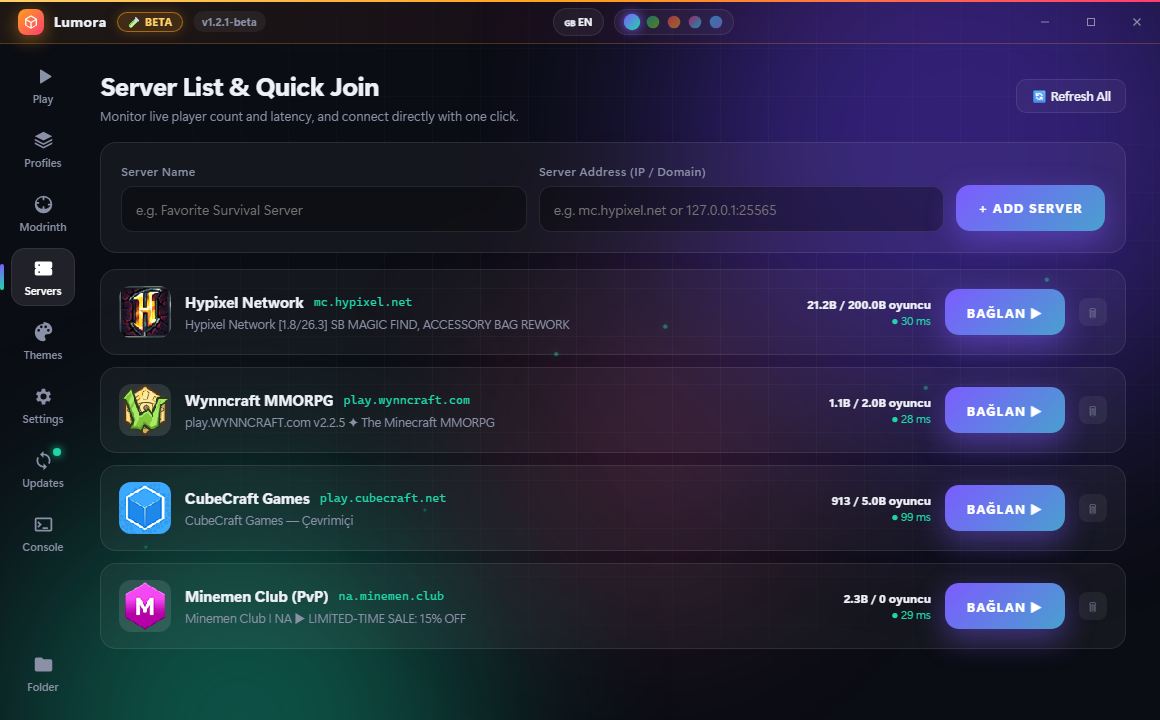 Lumora
BETA
v1.2.1-beta
GB EN
Play
Profiles
Modrinth
Servers
Themes
Settings
Updates
Console
Folder
Server List & Quick Join
Monitor live player count and latency, and connect directly with one click.
Refresh All
Server Name
e.g. Favorite Survival Server
Server Address (IP / Domain)
e.g. mc.hypixel.net or 127.0.0.1:25565
+ ADD SERVER
H
Hypixel Network mc.hypixel.net
Hypixel Network [1.8/26.3] SB MAGIC FIND, ACCESSORY BAG REWORK
21.2B / 200.0B oyuncu
● 30 ms
BAĞLAN ▶
W
Wynncraft MMORPG play.wynncraft.com
play.WYNNCRAFT.com v2.2.5 ✦ The Minecraft MMORPG
1.1B / 2.0B oyuncu
● 28 ms
BAĞLAN ▶
CubeCraft Games play.cubecraft.net
CubeCraft Games — Çevrimiçi
913 / 5.0B oyuncu
● 99 ms
BAĞLAN ▶
M
Minemen Club (PvP) na.minemen.club
Minemen Club | NA ▶ LIMITED-TIME SALE: 15% OFF
2.3B / 0 oyuncu
● 29 ms
BAĞLAN ▶